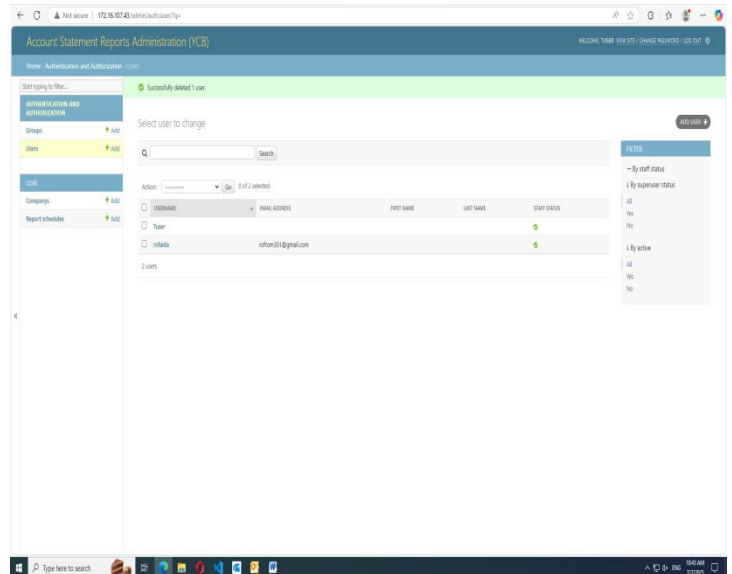 Not secure | 172.16.107.43/admin/auth/user/?q=
Account Statement Reports Administration (YCB)
WELCOME, TUSER. VIEW SITE / CHANGE PASSWORD / LOG OUT
Home › Authentication and Authorization › Users
Start typing to filter...
AUTHENTICATION AND
AUTHORIZATION
Groups + Add
Users + Add
CORE
Companys + Add
Report schedules + Add
Successfully deleted 1 user.
Select user to change
ADD USER +
Search
Action: --------- Go 0 of 2 selected
USERNAME EMAIL ADDRESS FIRST NAME LAST NAME STAFF STATUS
Tuser
rofaida rofrom301@gmail.com
2 users
FILTER
→ By staff status
↓ By superuser status
All
Yes
No
↓ By active
All
Yes
No
Type here to search
ENG